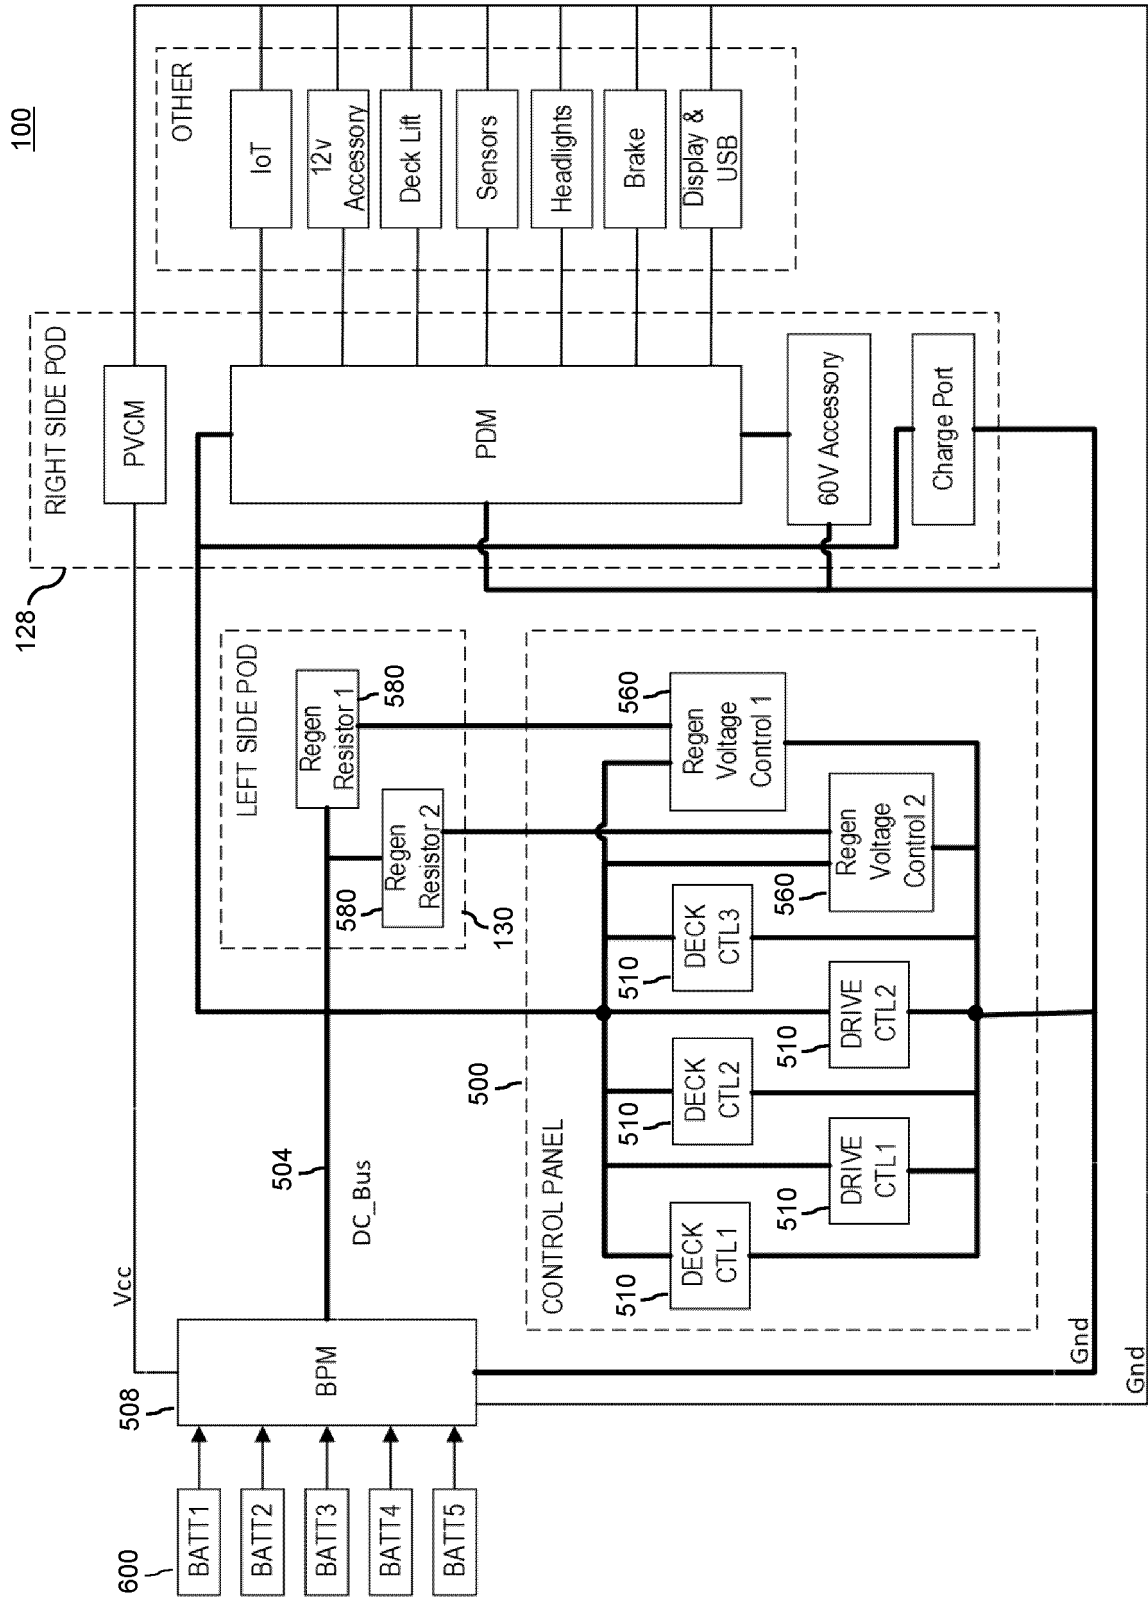 100
Vcc
508
600
BATT1
BATT2
BATT3
BATT4
BATT5
BPM
504
DC_Bus
Gnd
Gnd
LEFT SIDE POD
Regen
Resistor 1
580
Regen
Resistor 2
580
130
CONTROL PANEL
500
DECK
CTL1
510
DRIVE
CTL1
510
DECK
CTL2
510
DRIVE
CTL2
510
DECK
CTL3
510
Regen
Voltage
Control 2
560
Regen
Voltage
Control 1
560
128
RIGHT SIDE POD
PVCM
PDM
60V Accessory
Charge Port
OTHER
IoT
12v
Accessory
Deck Lift
Sensors
Headlights
Brake
Display &
USB